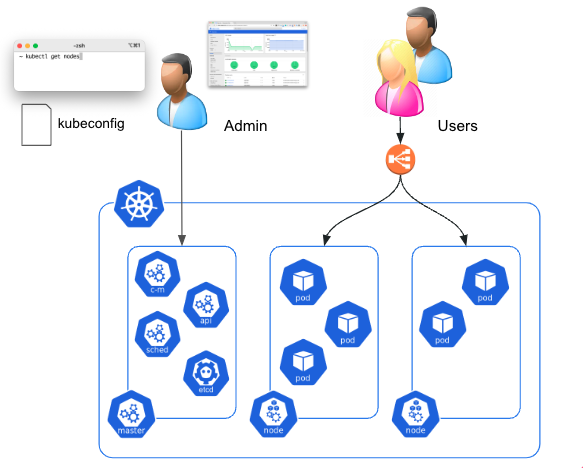 -zsh
⌥⌘1
~ kubectl get nodes
kubeconfig
Admin
Users
c-m
api
sched
etcd
master
pod
pod
pod
node
pod
pod
node